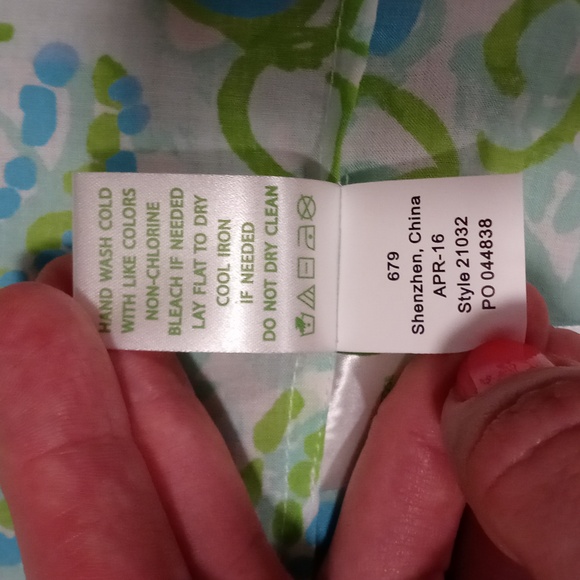 HAND WASH COLD
WITH LIKE COLORS
NON-CHLORINE
BLEACH IF NEEDED
LAY FLAT TO DRY
COOL IRON
IF NEEDED
DO NOT DRY CLEAN
679
Shenzhen, China
APR-16
Style 21032
PO 044838